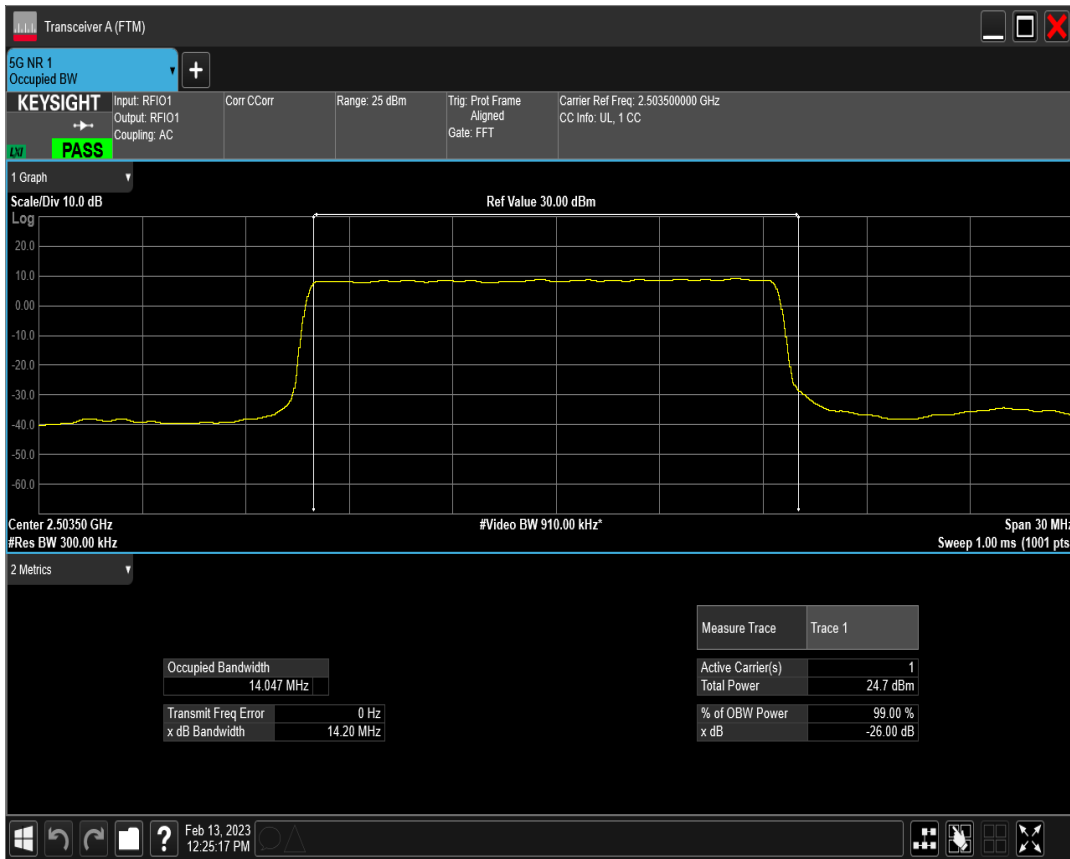 Transceiver A (FTM)
5G NR 1
Occupied BW
+
KEYSIGHT
LXI
PASS
Input: RFIO1
Output: RFIO1
Coupling: AC
Corr CCorr
Range: 25 dBm
Trig: Prot Frame
Aligned
Gate: FFT
Carrier Ref Freq: 2.503500000 GHz
CC Info: UL, 1 CC
1 Graph
Scale/Div 10.0 dB
Ref Value 30.00 dBm
Log
20.0
10.0
0.00
-10.0
-20.0
-30.0
-40.0
-50.0
-60.0
Center 2.50350 GHz
#Video BW 910.00 kHz*
Span 30 MHz
#Res BW 300.00 kHz
Sweep 1.00 ms (1001 pts
2 Metrics
Measure Trace Trace 1
Occupied Bandwidth
14.047 MHz
Active Carrier(s) 1
Total Power 24.7 dBm
Transmit Freq Error 0 Hz
x dB Bandwidth 14.20 MHz
% of OBW Power 99.00 %
x dB -26.00 dB
?
Feb 13, 2023
12:25:17 PM